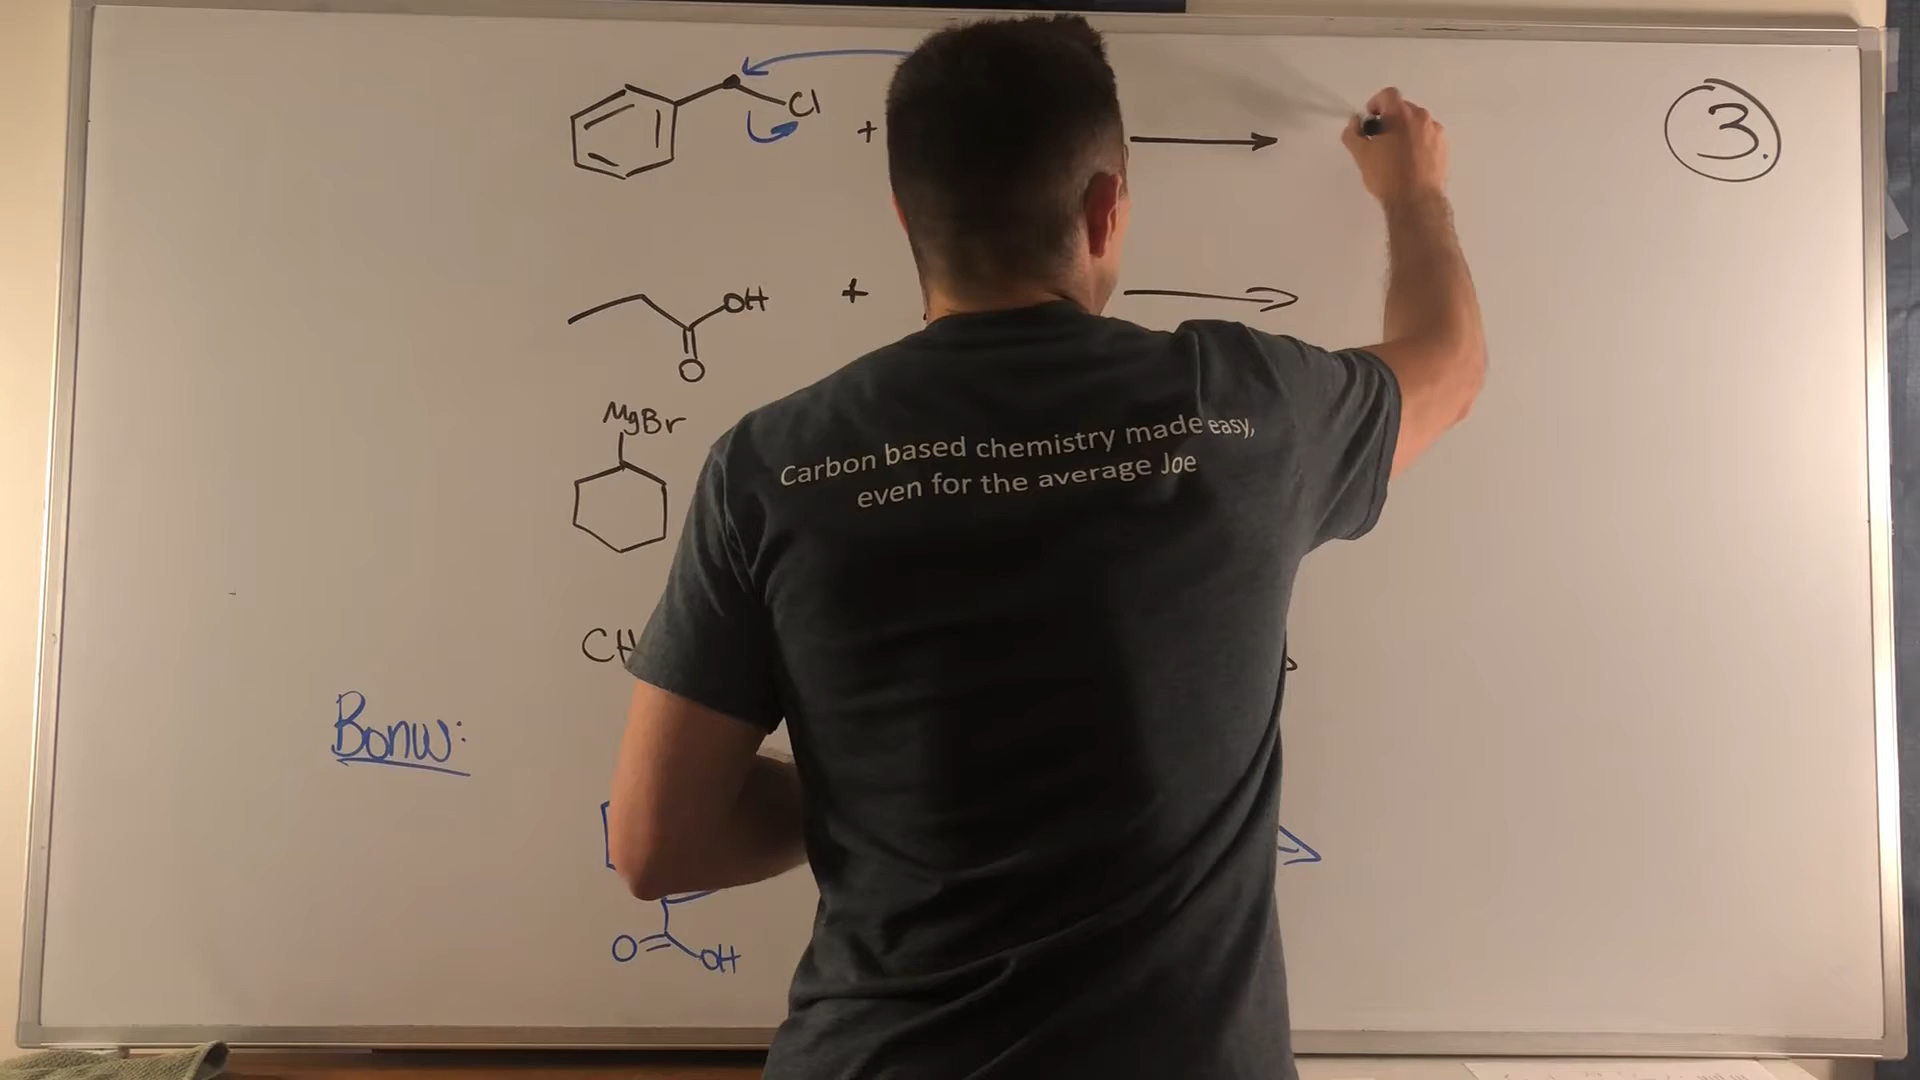 Cl
+
3.
+
OH
O
MgBr
Carbon based chemistry made easy,
even for the average Joe
CH
Bonus:
O
OH